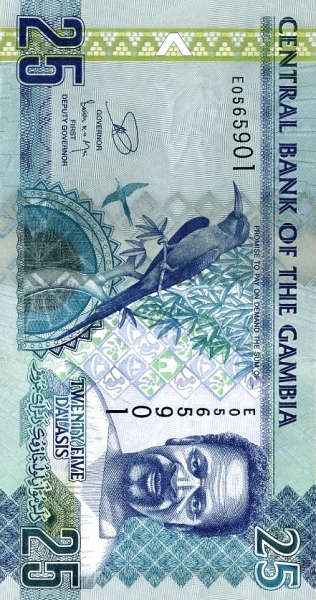 CENTRAL BANK OF THE GAMBIA
25
E0565901
PROMISE TO PAY ON DEMAND THE SUM OF
GOVERNOR
FIRST
DEPUTY GOVERNOR
TWENTY-FIVE
DALASIS
E0565901
25
25